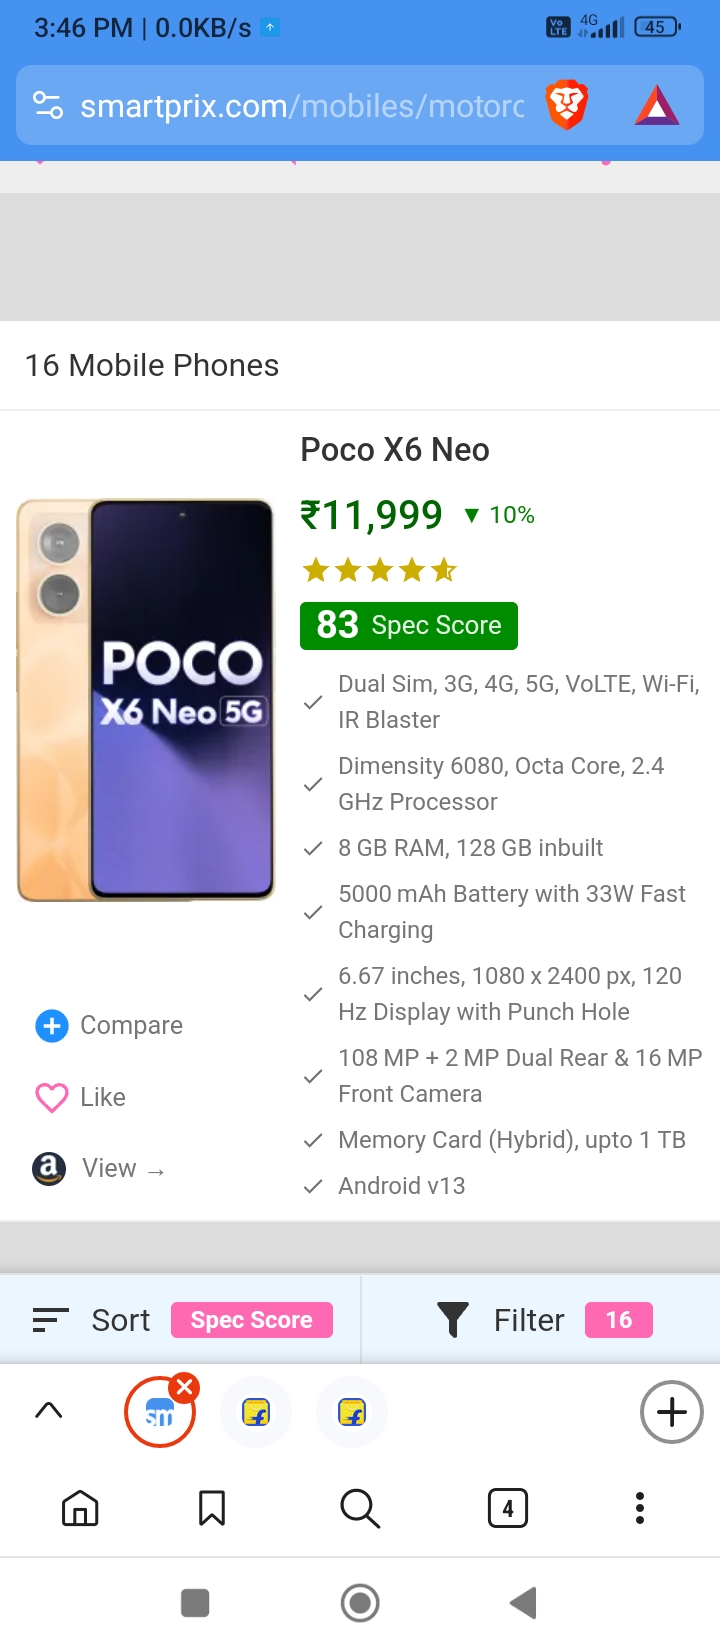 3:46 PM | 0.0KB/s
Vo LTE 4G 45
smartprix.com/mobiles/motoro
16 Mobile Phones
Poco X6 Neo
₹11,999 ▼ 10%
83 Spec Score
POCO
X6 Neo 5G
Dual Sim, 3G, 4G, 5G, VoLTE, Wi-Fi,
IR Blaster
Dimensity 6080, Octa Core, 2.4
GHz Processor
8 GB RAM, 128 GB inbuilt
5000 mAh Battery with 33W Fast
Charging
6.67 inches, 1080 x 2400 px, 120
Hz Display with Punch Hole
108 MP + 2 MP Dual Rear & 16 MP
Front Camera
Memory Card (Hybrid), upto 1 TB
Android v13
Compare
Like
a View →
Sort Spec Score Filter 16
sm
4